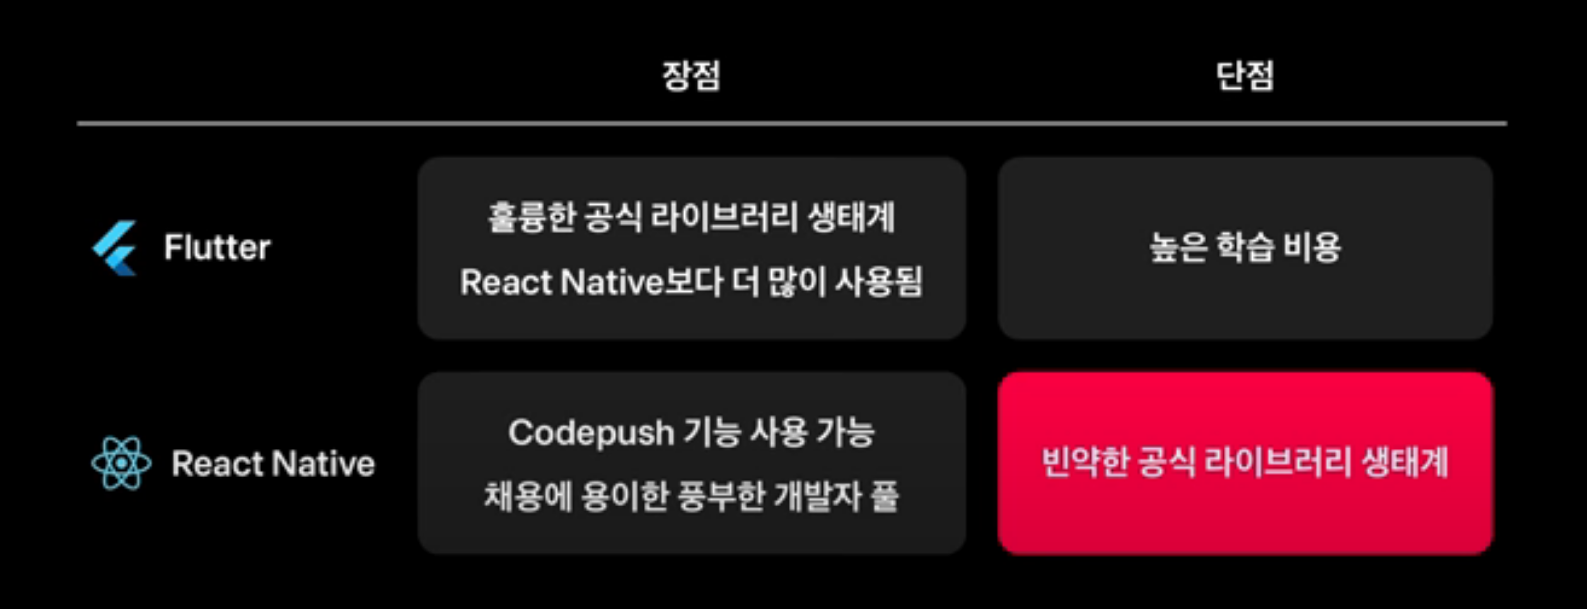 장점
단점
Flutter
훌륭한 공식 라이브러리 생태계
React Native보다 더 많이 사용됨
높은 학습 비용
React Native
Codepush 기능 사용 가능
채용에 용이한 풍부한 개발자 풀
빈약한 공식 라이브러리 생태계